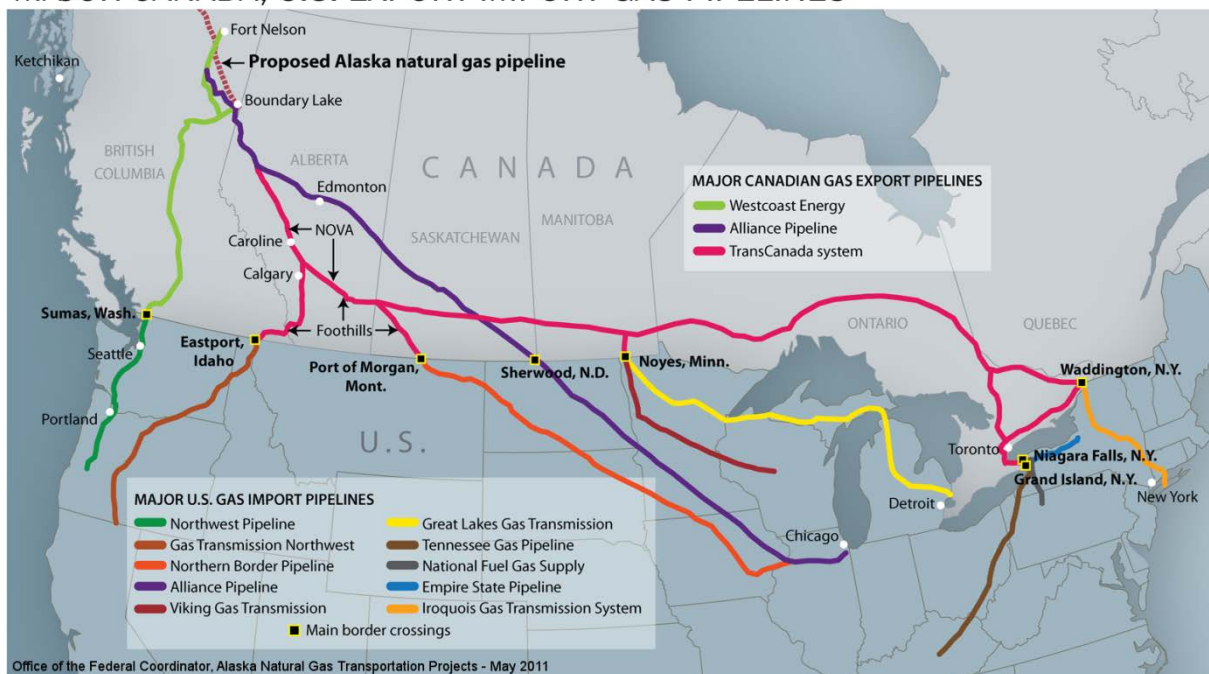 Fort Nelson
Ketchikan
Proposed Alaska natural gas pipeline
Boundary Lake
BRITISH
COLUMBIA
ALBERTA
CANADA
Edmonton
SASKATCHEWAN
MANITOBA
MAJOR CANADIAN GAS EXPORT PIPELINES
Westcoast Energy
Alliance Pipeline
TransCanada system
NOVA
Caroline
Calgary
Sumas, Wash.
Foothills
ONTARIO
QUEBEC
Seattle
Eastport,
Idaho
Port of Morgan,
Mont.
Sherwood, N.D.
Noyes, Minn.
Waddington, N.Y.
Portland
U.S.
Toronto
Niagara Falls, N.Y.
Grand Island, N.Y.
New York
Detroit
Chicago
MAJOR U.S. GAS IMPORT PIPELINES
Northwest Pipeline
Gas Transmission Northwest
Northern Border Pipeline
Alliance Pipeline
Viking Gas Transmission
Great Lakes Gas Transmission
Tennessee Gas Pipeline
National Fuel Gas Supply
Empire State Pipeline
Iroquois Gas Transmission System
Main border crossings
Office of the Federal Coordinator, Alaska Natural Gas Transportation Projects - May 2011